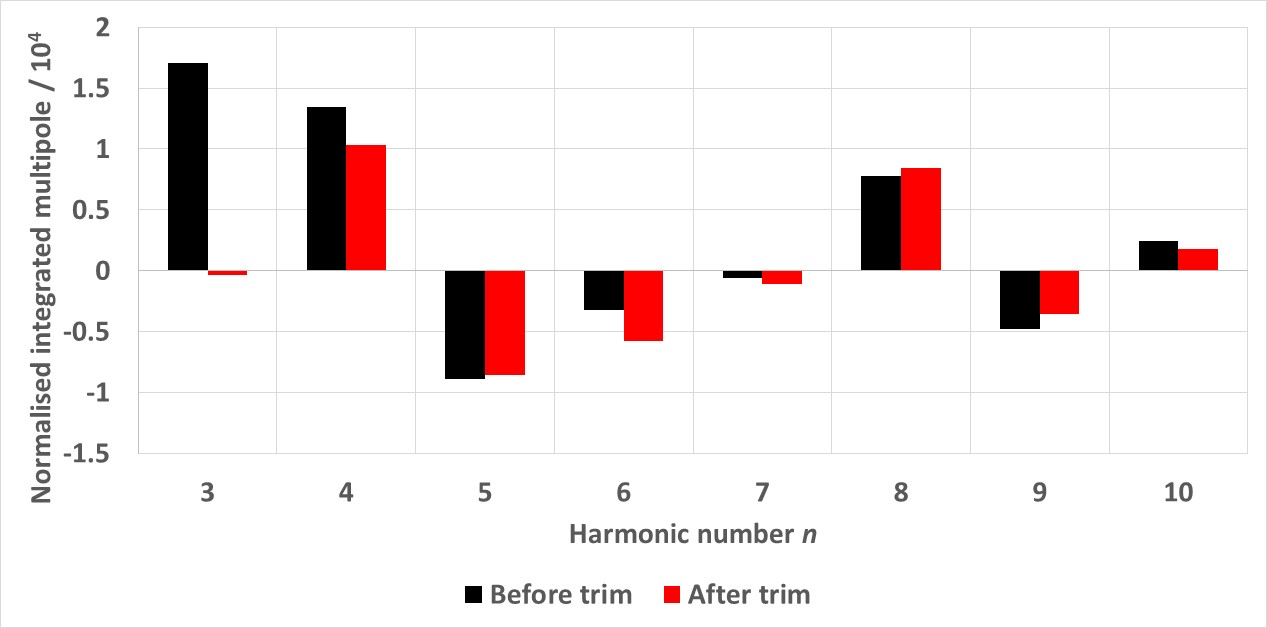 Normalised integrated multipole / 10⁴
2
1.5
1
0.5
0
-0.5
-1
-1.5
3 4 5 6 7 8 9 10
Harmonic number n
Before trim After trim